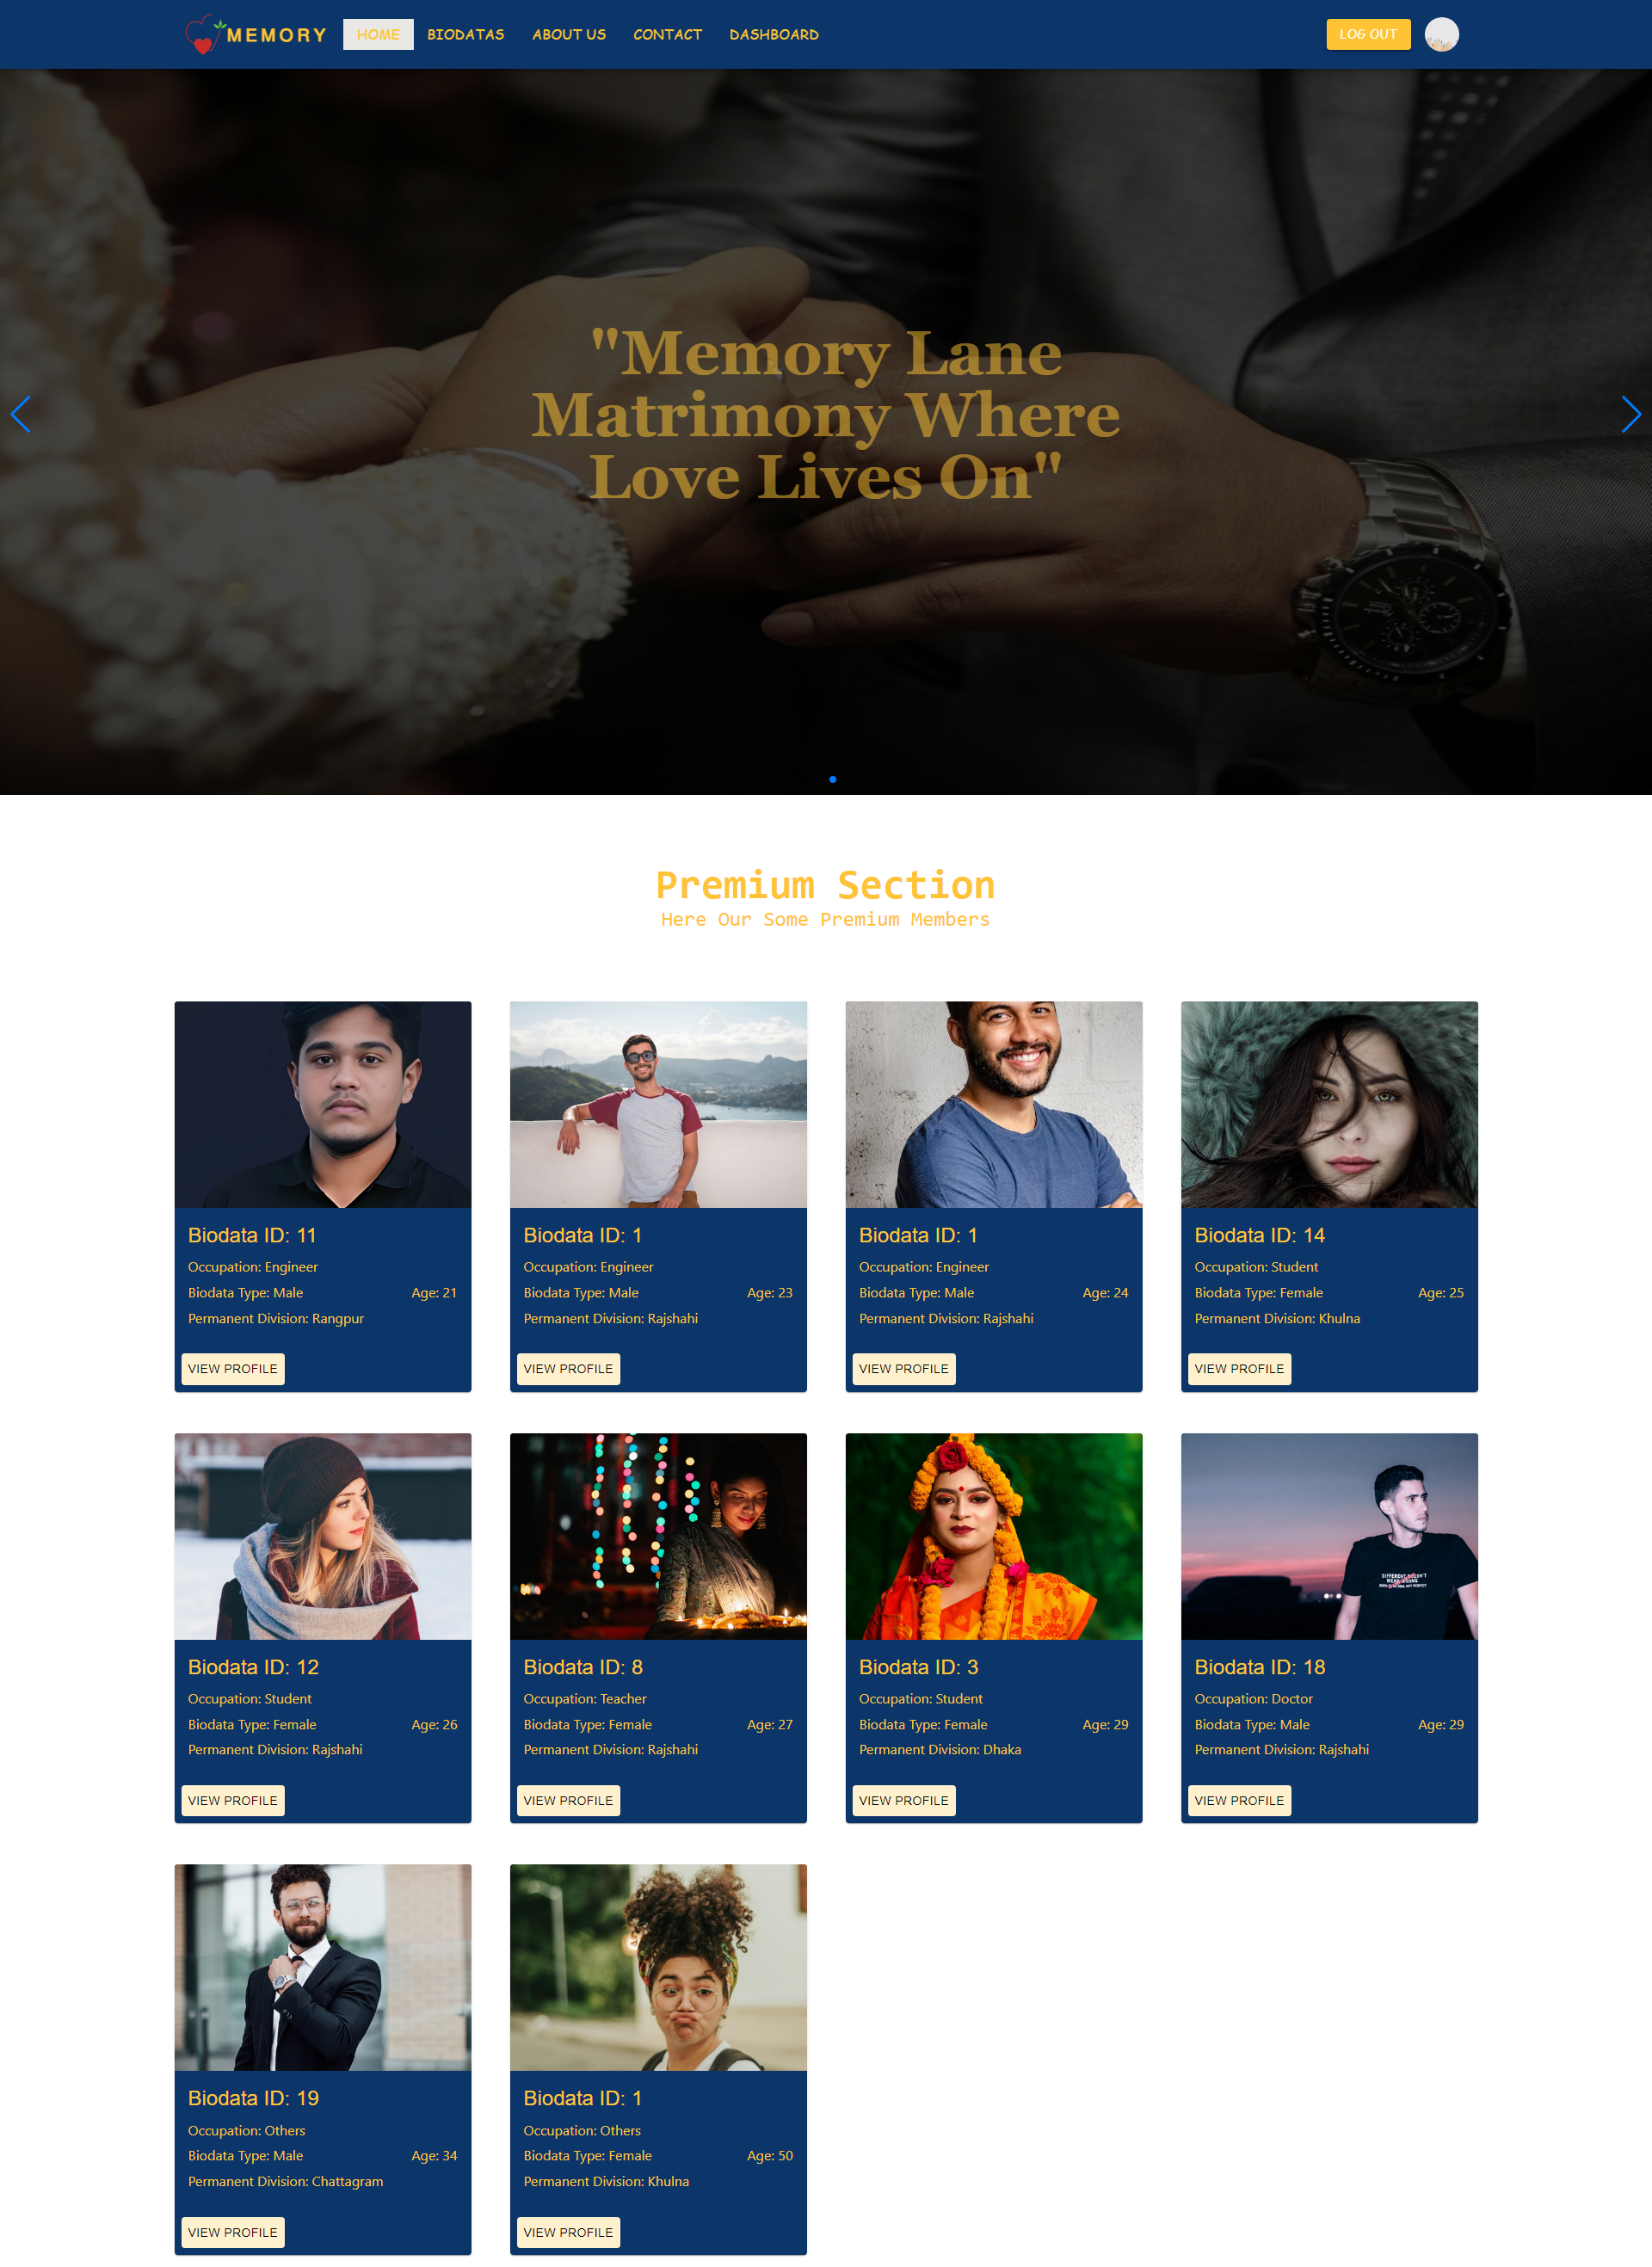 MEMORY
HOME BIODATAS ABOUT US CONTACT DASHBOARD LOG OUT
"Memory Lane
Matrimony Where
Love Lives On"
Premium Section
Here Our Some Premium Members
Biodata ID: 11
Occupation: Engineer
Biodata Type: Male Age: 21
Permanent Division: Rangpur
VIEW PROFILE
Biodata ID: 1
Occupation: Engineer
Biodata Type: Male Age: 23
Permanent Division: Rajshahi
VIEW PROFILE
Biodata ID: 1
Occupation: Engineer
Biodata Type: Male Age: 24
Permanent Division: Rajshahi
VIEW PROFILE
Biodata ID: 14
Occupation: Student
Biodata Type: Female Age: 25
Permanent Division: Khulna
VIEW PROFILE
Biodata ID: 12
Occupation: Student
Biodata Type: Female Age: 26
Permanent Division: Rajshahi
VIEW PROFILE
Biodata ID: 8
Occupation: Teacher
Biodata Type: Female Age: 27
Permanent Division: Rajshahi
VIEW PROFILE
Biodata ID: 3
Occupation: Student
Biodata Type: Female Age: 29
Permanent Division: Dhaka
VIEW PROFILE
DIFFERENT DOESN'T
MEAN WRONG
Biodata ID: 18
Occupation: Doctor
Biodata Type: Male Age: 29
Permanent Division: Rajshahi
VIEW PROFILE
Biodata ID: 19
Occupation: Others
Biodata Type: Male Age: 34
Permanent Division: Chattagram
VIEW PROFILE
Biodata ID: 1
Occupation: Others
Biodata Type: Female Age: 50
Permanent Division: Khulna
VIEW PROFILE